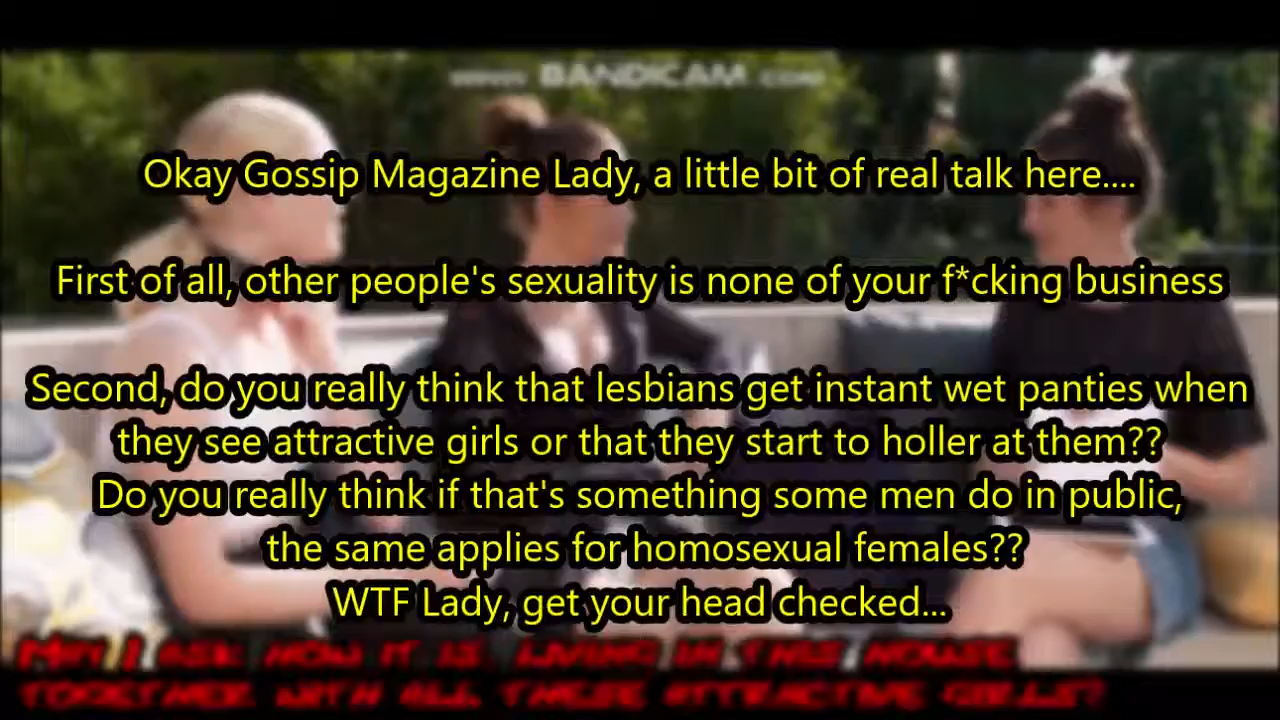 www.BANDICAM.com
Okay Gossip Magazine Lady, a little bit of real talk here....
First of all, other people's sexuality is none of your f*cking business
Second, do you really think that lesbians get instant wet panties when
they see attractive girls or that they start to holler at them??
Do you really think if that's something some men do in public,
the same applies for homosexual females??
WTF Lady, get your head checked...
May I ask how it is, living in this house
together with all these attractive girls?